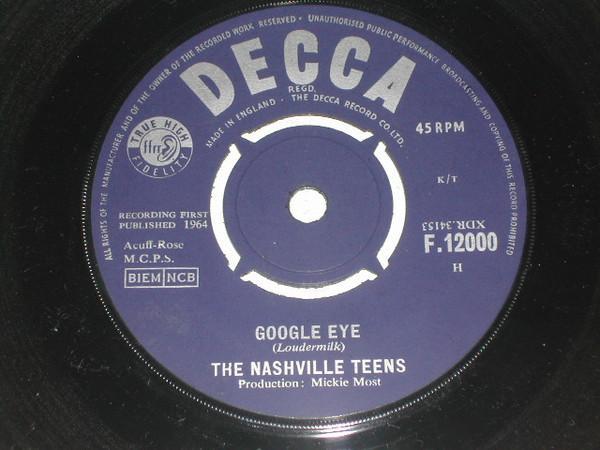 ALL RIGHTS OF THE MANUFACTURER AND OF THE OWNER OF THE RECORDED WORK RESERVED · UNAUTHORISED PUBLIC PERFORMANCE BROADCASTING AND COPYING OF THIS RECORD PROHIBITED
DECCA
REGD.
MADE IN ENGLAND · THE DECCA RECORD CO. LTD.
TRUE HIGH
ffrr
FIDELITY
45 RPM
K/T
RECORDING FIRST
PUBLISHED 1964
XDR.34153
F.12000
Acuff-Rose
M.C.P.S.
H
BIEM NCB
GOOGLE EYE
(Loudermilk)
THE NASHVILLE TEENS
Production: Mickie Most